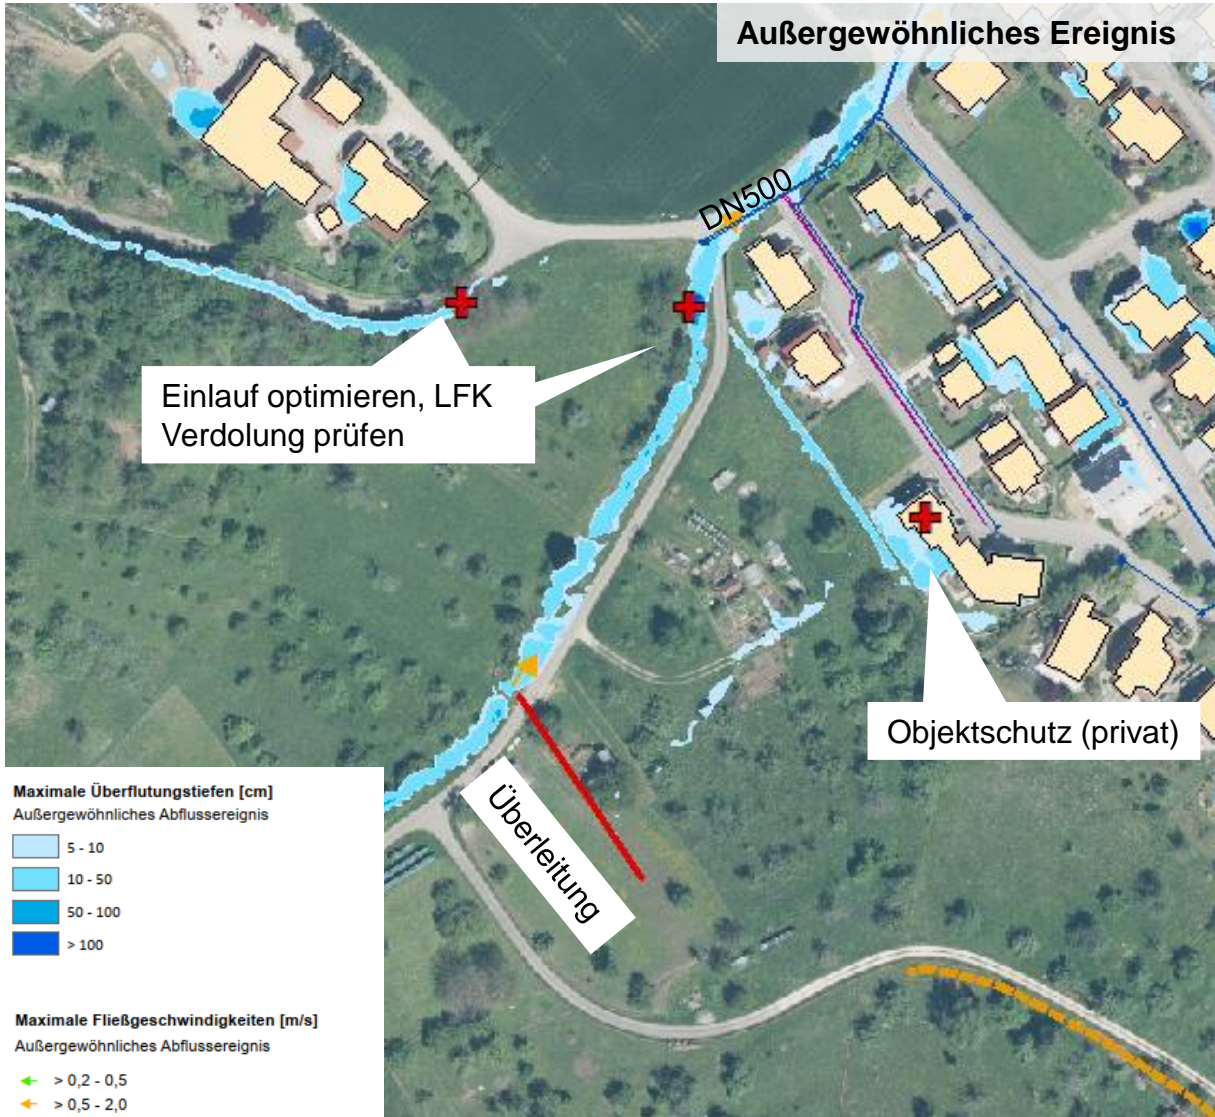 Außergewöhnliches Ereignis
DN500
Einlauf optimieren, LFK
Verdolung prüfen
Objektschutz (privat)
Überleitung
Maximale Überflutungstiefen [cm]
Außergewöhnliches Abflussereignis
5 - 10
10 - 50
50 - 100
> 100
Maximale Fließgeschwindigkeiten [m/s]
Außergewöhnliches Abflussereignis
> 0,2 - 0,5
> 0,5 - 2,0